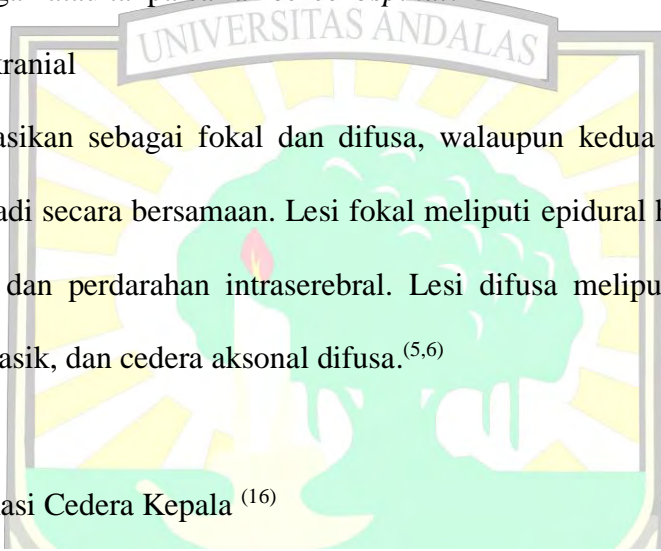 UNIVERSITAS ANDALAS
kranial
asikan sebagai fokal dan difusa, walaupun kedua
adi secara bersamaan. Lesi fokal meliputi epidural h
dan perdarahan intraserebral. Lesi difusa melipu
asik, dan cedera aksonal difusa.(5,6)
asi Cedera Kepala (16)